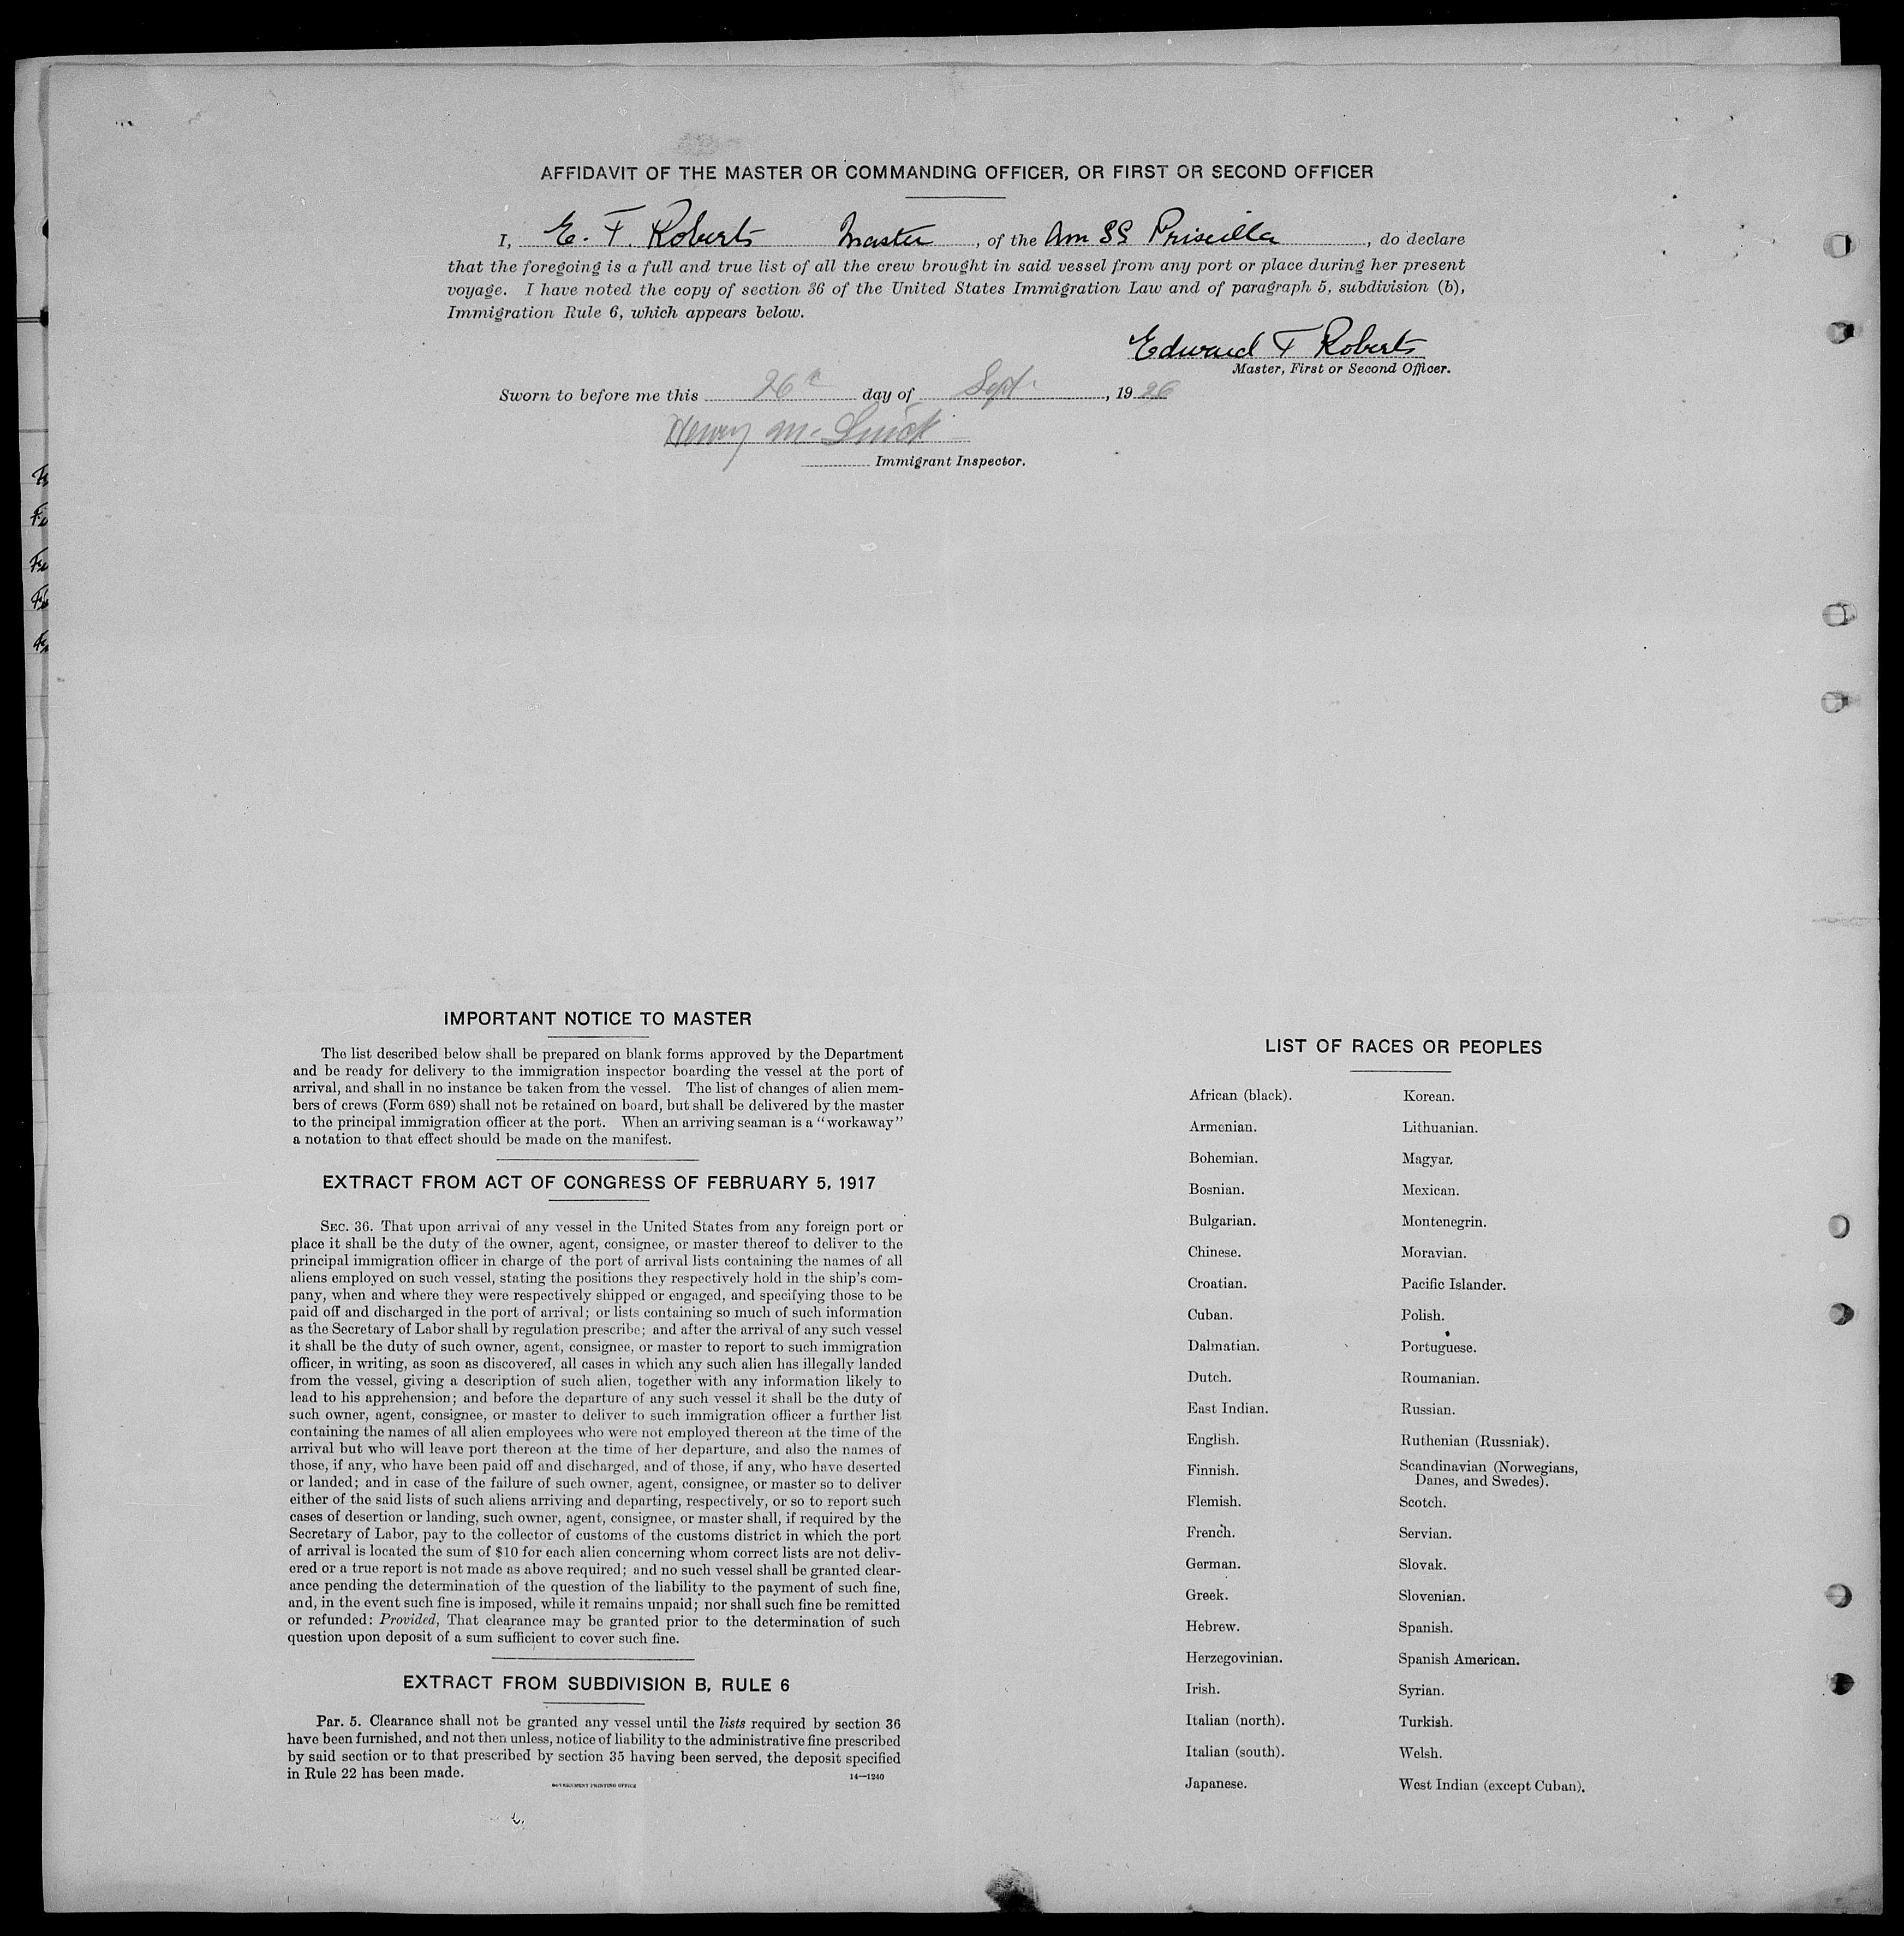 AFFIDAVIT OF THE MASTER OR COMMANDING OFFICER, OR FIRST OR SECOND OFFICER
I, E. F. Roberts Master, of the Am SS Priscilla, do declare
that the foregoing is a full and true list of all the crew brought in said vessel from any port or place during her present
voyage. I have noted the copy of section 36 of the United States Immigration Law and of paragraph 5, subdivision (b),
Immigration Rule 6, which appears below.
Edward F Roberts
Master, First or Second Officer.
Sworn to before me this 26th day of Sept., 1926
Henry M.
Immigrant Inspector.
IMPORTANT NOTICE TO MASTER
The list described below shall be prepared on blank forms approved by the Department
and be ready for delivery to the immigration inspector boarding the vessel at the port of
arrival, and shall in no instance be taken from the vessel. The list of changes of alien mem-
bers of crews (Form 689) shall not be retained on board, but shall be delivered by the master
to the principal immigration officer at the port. When an arriving seaman is a "workaway"
a notation to that effect should be made on the manifest.
EXTRACT FROM ACT OF CONGRESS OF FEBRUARY 5, 1917
SEC. 36. That upon arrival of any vessel in the United States from any foreign port or
place it shall be the duty of the owner, agent, consignee, or master thereof to deliver to the
principal immigration officer in charge of the port of arrival lists containing the names of all
aliens employed on such vessel, stating the positions they respectively hold in the ship's com-
pany, when and where they were respectively shipped or engaged, and specifying those to be
paid off and discharged in the port of arrival; or lists containing so much of such information
as the Secretary of Labor shall by regulation prescribe; and after the arrival of any such vessel
it shall be the duty of such owner, agent, consignee, or master to report to such immigration
officer, in writing, as soon as discovered, all cases in which any such alien has illegally landed
from the vessel, giving a description of such alien, together with any information likely to
lead to his apprehension; and before the departure of any such vessel it shall be the duty of
such owner, agent, consignee, or master to deliver to such immigration officer a further list
containing the names of all alien employees who were not employed thereon at the time of the
arrival but who will leave port thereon at the time of her departure, and also the names of
those, if any, who have been paid off and discharged, and of those, if any, who have deserted
or landed; and in case of the failure of such owner, agent, consignee, or master so to deliver
either of the said lists of such aliens arriving and departing, respectively, or so to report such
cases of desertion or landing, such owner, agent, consignee, or master shall, if required by the
Secretary of Labor, pay to the collector of customs of the customs district in which the port
of arrival is located the sum of $10 for each alien concerning whom correct lists are not deliv-
ered or a true report is not made as above required; and no such vessel shall be granted clear-
ance pending the determination of the question of the liability to the payment of such fine,
and, in the event such fine is imposed, while it remains unpaid; nor shall such fine be remitted
or refunded: Provided, That clearance may be granted prior to the determination of such
question upon deposit of a sum sufficient to cover such fine.
EXTRACT FROM SUBDIVISION B, RULE 6
Par. 5. Clearance shall not be granted any vessel until the lists required by section 36
have been furnished, and not then unless, notice of liability to the administrative fine prescribed
by said section or to that prescribed by section 35 having been served, the deposit specified
in Rule 22 has been made.
GOVERNMENT PRINTING OFFICE
14—1240
LIST OF RACES OR PEOPLES
African (black).
Armenian.
Bohemian.
Bosnian.
Bulgarian.
Chinese.
Croatian.
Cuban.
Dalmatian.
Dutch.
East Indian.
English.
Finnish.
Flemish.
French.
German.
Greek.
Hebrew.
Herzegovinian.
Irish.
Italian (north).
Italian (south).
Japanese.
Korean.
Lithuanian.
Magyar.
Mexican.
Montenegrin.
Moravian.
Pacific Islander.
Polish.
Portuguese.
Roumanian.
Russian.
Ruthenian (Russniak).
Scandinavian (Norwegians,
Danes, and Swedes).
Scotch.
Servian.
Slovak.
Slovenian.
Spanish.
Spanish American.
Syrian.
Turkish.
Welsh.
West Indian (except Cuban).